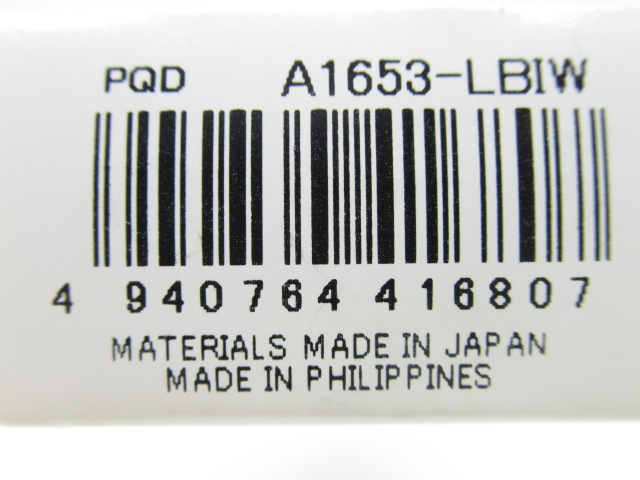 PQD A1653-LBIW
4 940764 416807
MATERIALS MADE IN JAPAN
MADE IN PHILIPPINES